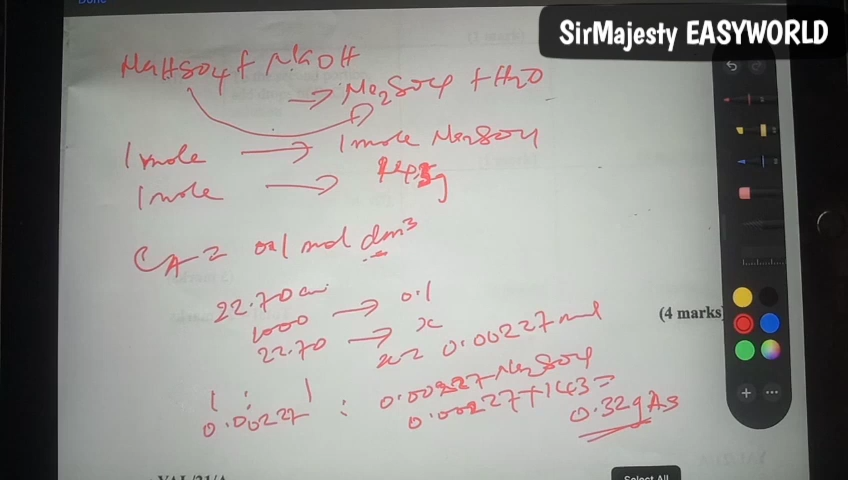 Done
SirMajesty EASYWORLD
NaHSO4 + NaOH
→ Na2SO4 + H2O
1 mole → 1 mole Na2SO4
1 mole →
CA = 0.1 mol dm³
22.70 cm
1000 → 0.1
22.70 → x
x = 0.00227 mol
(4 marks)
1 : 1
0.00227 : 0.00227 Na2SO4
0.00227 + 143 =
0.32g As
Select All